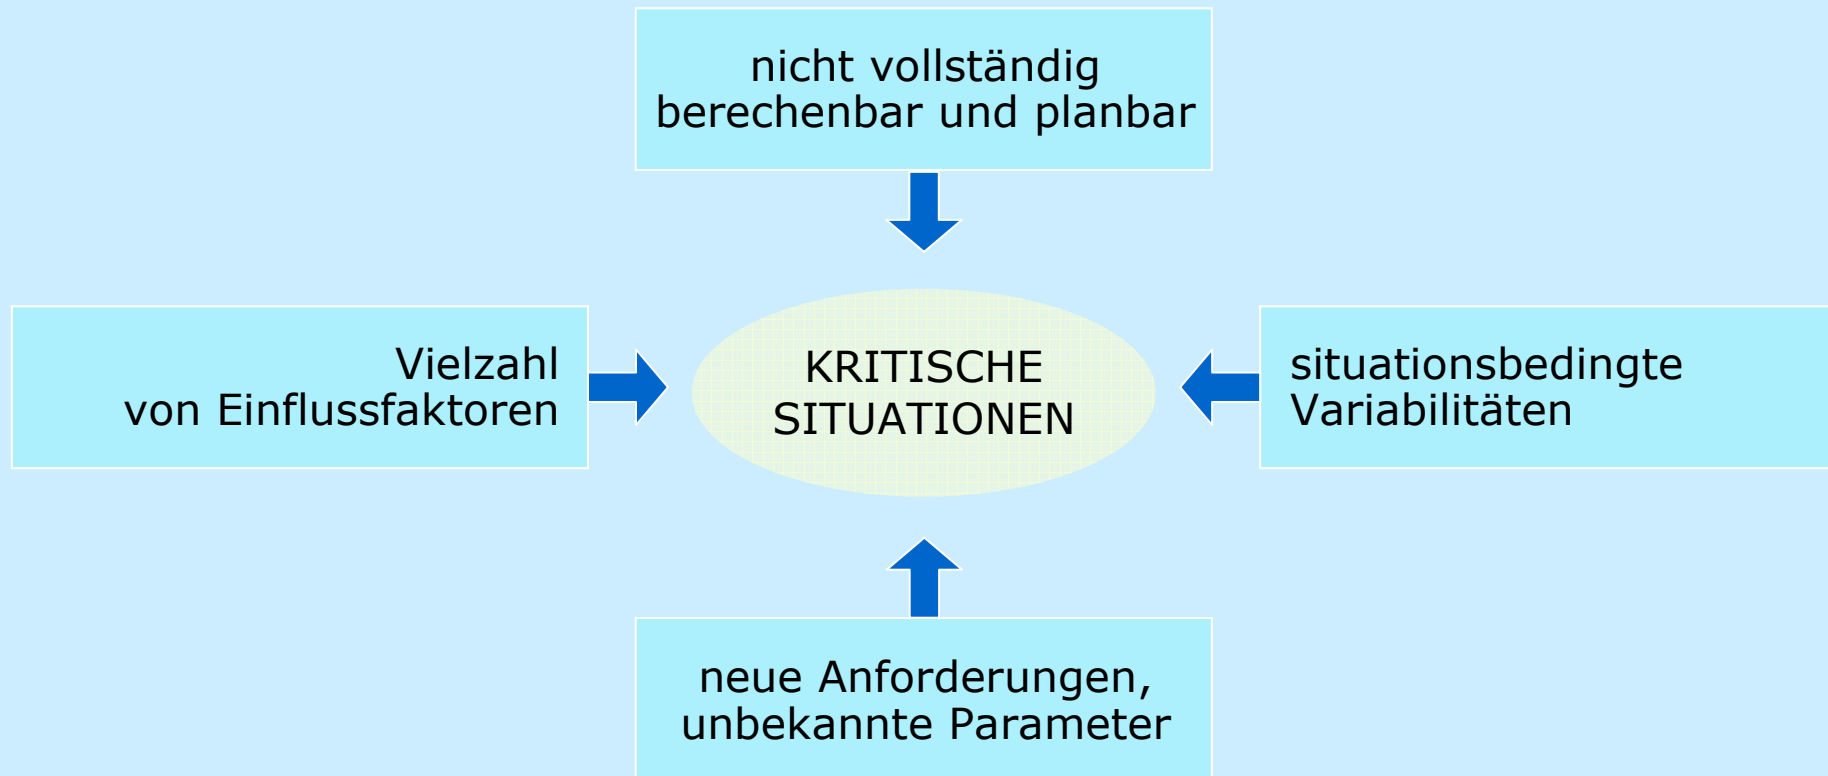 nicht vollständig
berechenbar und planbar
Vielzahl
von Einflussfaktoren
KRITISCHE
SITUATIONEN
situationsbedingte
Variabilitäten
neue Anforderungen,
unbekannte Parameter